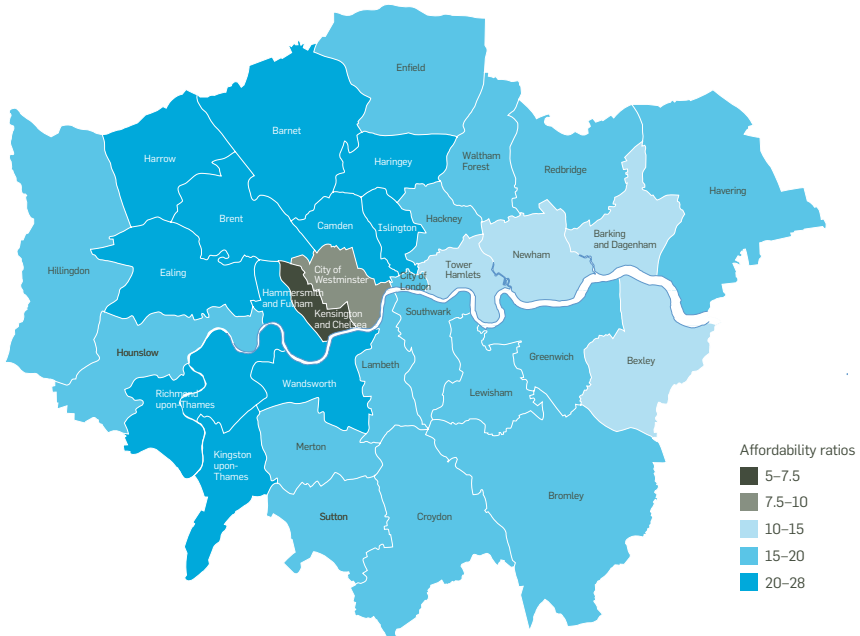 Enfield
Barnet
Harrow
Haringey
Waltham
Forest
Redbridge
Havering
Brent
Camden
Islington
Hackney
Barking
and Dagenham
Hillingdon
Ealing
City of
Westminster
Tower
Hamlets
Newham
City of
London
Hammersmith
and Fulham
Kensington
and Chelsea
Southwark
Hounslow
Lambeth
Greenwich
Bexley
Richmond
upon-Thames
Wandsworth
Lewisham
Merton
Kingston
upon-
Thames
Sutton
Croydon
Bromley
Affordability ratios
5–7.5
7.5–10
10–15
15–20
20–28